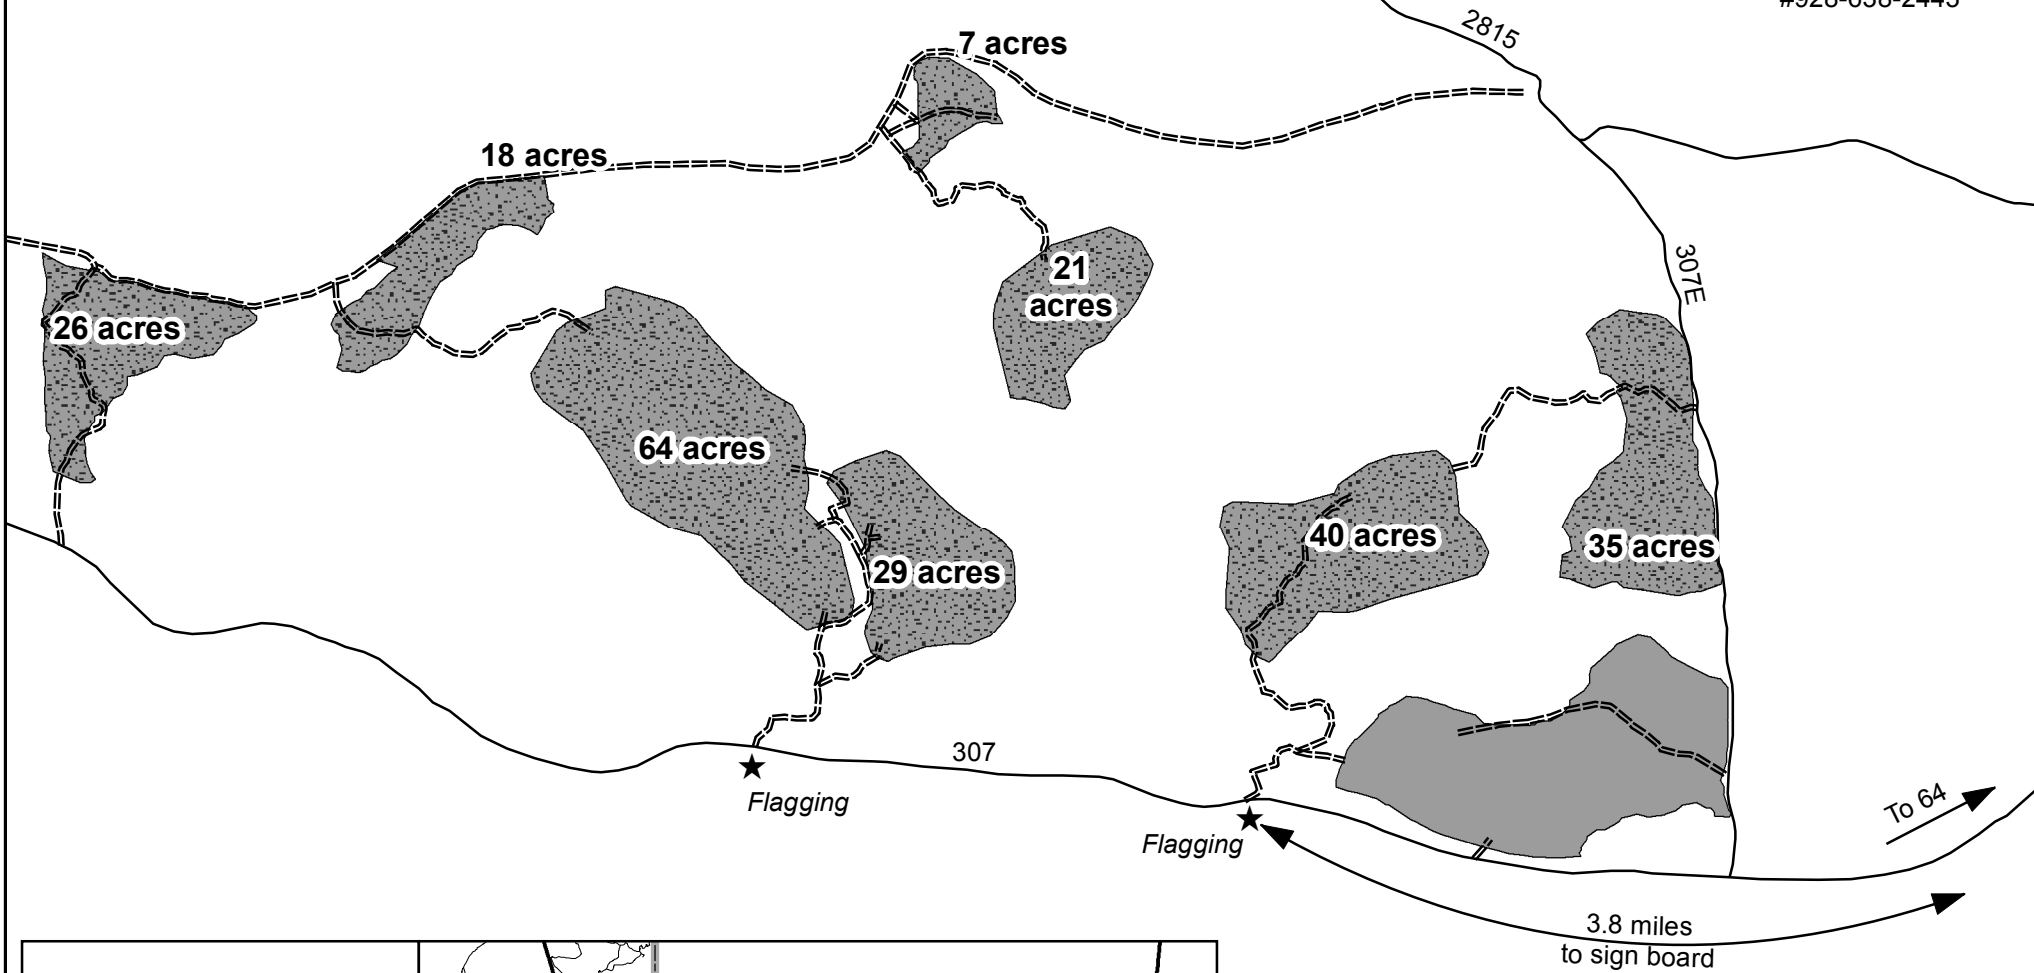 2815
7 acres
18 acres
307E
21
acres
26 acres
64 acres
40 acres
35 acres
29 acres
307
Flagging
Flagging
To 64
3.8 miles
to sign board